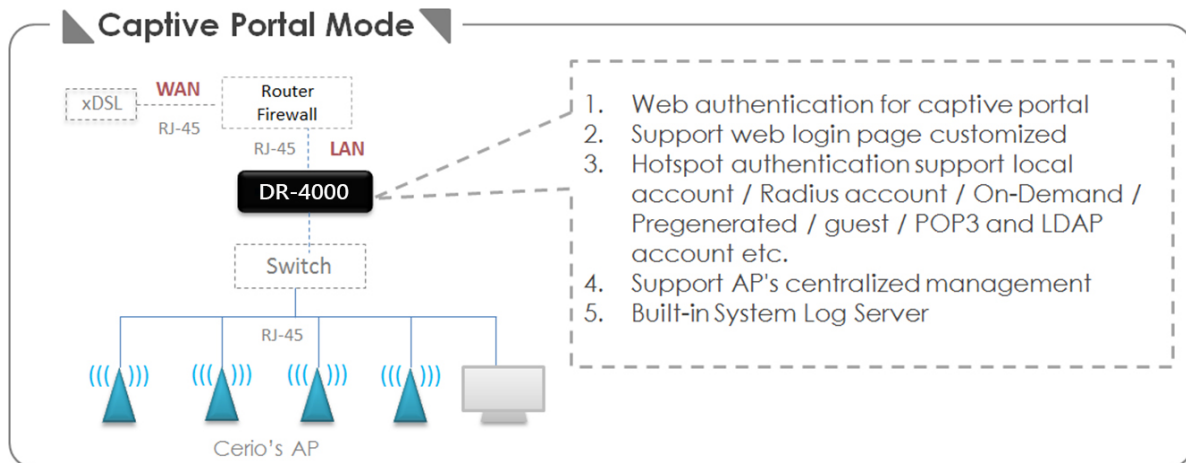 Captive Portal Mode
xDSL
WAN
RJ-45
Router
Firewall
RJ-45
LAN
DR-4000
Switch
RJ-45
Cerio's AP
1. Web authentication for captive portal
2. Support web login page customized
3. Hotspot authentication support local
account / Radius account / On-Demand /
Pregenerated / guest / POP3 and LDAP
account etc.
4. Support AP's centralized management
5. Built-in System Log Server